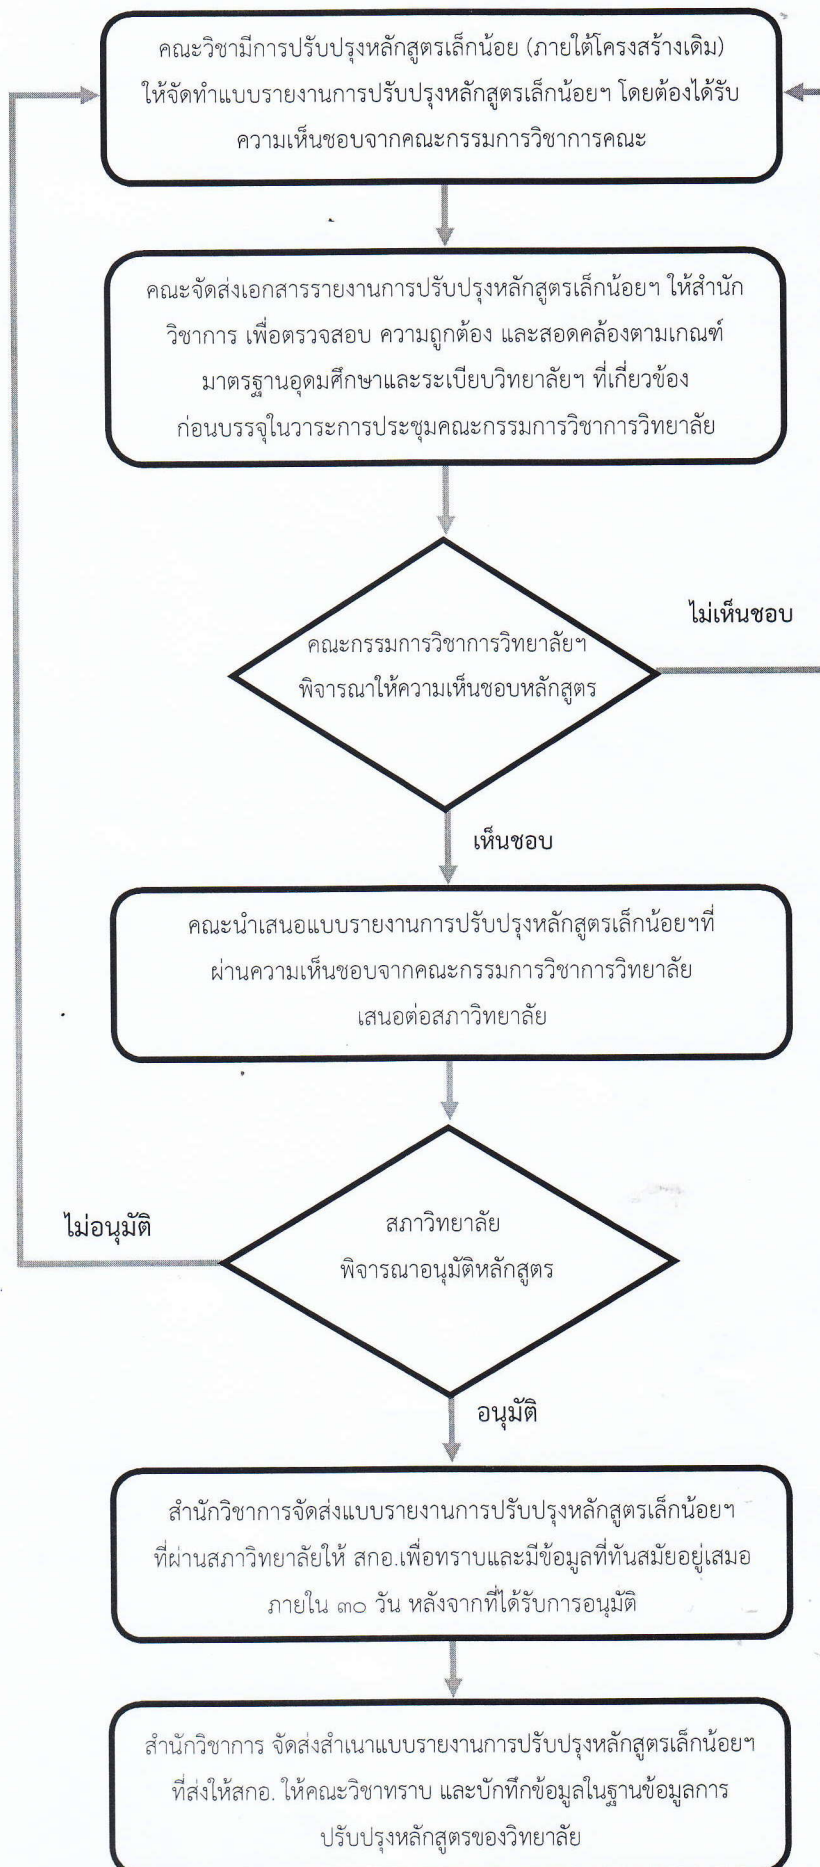 คณะวิชามีการปรับปรุงหลักสูตรเล็กน้อย (ภายใต้โครงสร้างเดิม)
ให้จัดทำแบบรายงานการปรับปรุงหลักสูตรเล็กน้อยฯ โดยต้องได้รับ
ความเห็นชอบจากคณะกรรมการวิชาการคณะ
คณะจัดส่งเอกสารรายงานการปรับปรุงหลักสูตรเล็กน้อยฯ ให้สำนัก
วิชาการ เพื่อตรวจสอบ ความถูกต้อง และสอดคล้องตามเกณฑ์
มาตรฐานอุดมศึกษาและระเบียบวิทยาลัยฯ ที่เกี่ยวข้อง
ก่อนบรรจุในวาระการประชุมคณะกรรมการวิชาการวิทยาลัย
ไม่เห็นชอบ
คณะกรรมการวิชาการวิทยาลัยฯ
พิจารณาให้ความเห็นชอบหลักสูตร
เห็นชอบ
คณะนำเสนอแบบรายงานการปรับปรุงหลักสูตรเล็กน้อยฯที่
ผ่านความเห็นชอบจากคณะกรรมการวิชาการวิทยาลัย
เสนอต่อสภาวิทยาลัย
ไม่อนุมัติ
สภาวิทยาลัย
พิจารณาอนุมัติหลักสูตร
อนุมัติ
สำนักวิชาการจัดส่งแบบรายงานการปรับปรุงหลักสูตรเล็กน้อยฯ
ที่ผ่านสภาวิทยาลัยให้ สกอ.เพื่อทราบและมีข้อมูลที่ทันสมัยอยู่เสมอ
ภายใน ๓๐ วัน หลังจากที่ได้รับการอนุมัติ
สำนักวิชาการ จัดส่งสำเนาแบบรายงานการปรับปรุงหลักสูตรเล็กน้อยฯ
ที่ส่งให้สกอ. ให้คณะวิชาทราบ และบันทึกข้อมูลในฐานข้อมูลการ
ปรับปรุงหลักสูตรของวิทยาลัย